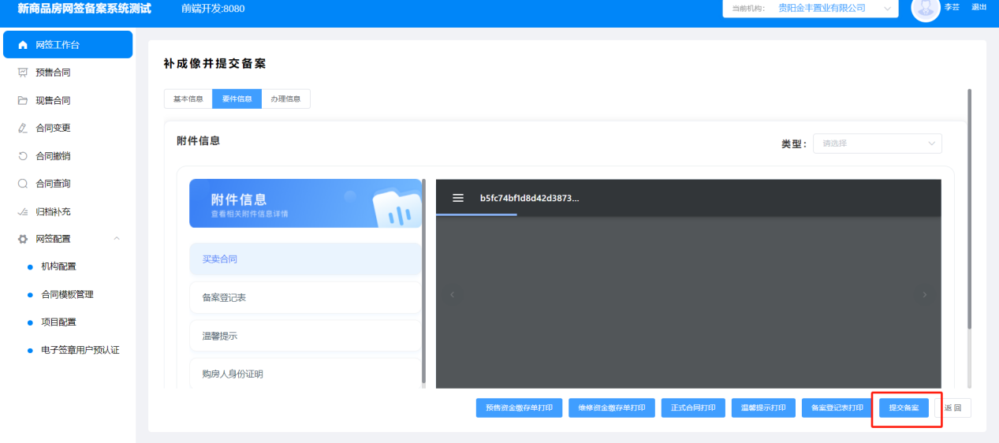 新商品房网签备案系统测试 前端开发:8080 当前机构: 贵阳金丰置业有限公司 李芸 退出
网签工作台
预售合同
现售合同
合同变更
合同撤销
合同查询
归档补充
网签配置
机构配置
合同模板管理
项目配置
电子签章用户预认证
补成像并提交备案
基本信息 要件信息 办理信息
附件信息 类型: 请选择
附件信息
查看相关附件信息详情
b5fc74bf1d8d42d3873...
买卖合同
备案登记表
温馨提示
购房人身份证明
预售资金缴存单打印 维修资金缴存单打印 正式合同打印 温馨提示打印 备案登记表打印 提交备案 返回